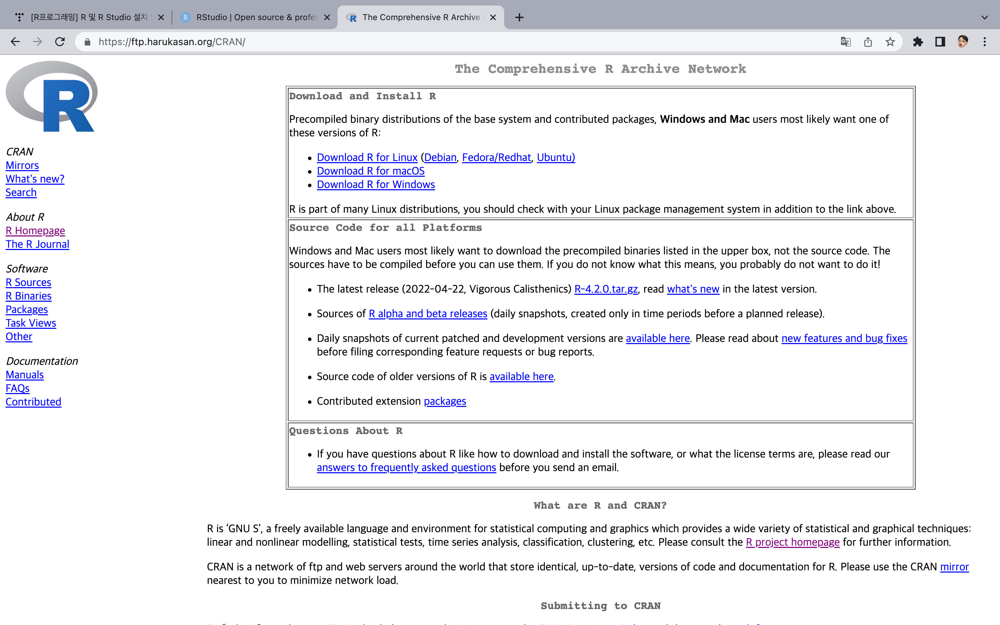 [R프로그래밍] R 및 R Studio 설치
RStudio | Open source & profes
The Comprehensive R Archive
https://ftp.harukasan.org/CRAN/
R
CRAN
Mirrors
What's new?
Search
About R
R Homepage
The R Journal
Software
R Sources
R Binaries
Packages
Task Views
Other
Documentation
Manuals
FAQs
Contributed
The Comprehensive R Archive Network
Download and Install R
Precompiled binary distributions of the base system and contributed packages, Windows and Mac users most likely want one of
these versions of R:
• Download R for Linux (Debian, Fedora/Redhat, Ubuntu)
• Download R for macOS
• Download R for Windows
R is part of many Linux distributions, you should check with your Linux package management system in addition to the link above.
Source Code for all Platforms
Windows and Mac users most likely want to download the precompiled binaries listed in the upper box, not the source code. The
sources have to be compiled before you can use them. If you do not know what this means, you probably do not want to do it!
• The latest release (2022-04-22, Vigorous Calisthenics) R-4.2.0.tar.gz, read what's new in the latest version.
• Sources of R alpha and beta releases (daily snapshots, created only in time periods before a planned release).
• Daily snapshots of current patched and development versions are available here. Please read about new features and bug fixes
before filing corresponding feature requests or bug reports.
• Source code of older versions of R is available here.
• Contributed extension packages
Questions About R
• If you have questions about R like how to download and install the software, or what the license terms are, please read our
answers to frequently asked questions before you send an email.
What are R and CRAN?
R is ‘GNU S’, a freely available language and environment for statistical computing and graphics which provides a wide variety of statistical and graphical techniques:
linear and nonlinear modelling, statistical tests, time series analysis, classification, clustering, etc. Please consult the R project homepage for further information.
CRAN is a network of ftp and web servers around the world that store identical, up-to-date, versions of code and documentation for R. Please use the CRAN mirror
nearest to you to minimize network load.
Submitting to CRAN